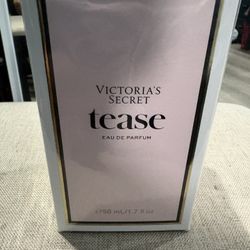 VICTORIA'S
SECRET
tease
EAU DE PARFUM
℮50 mL/1.7 fl oz